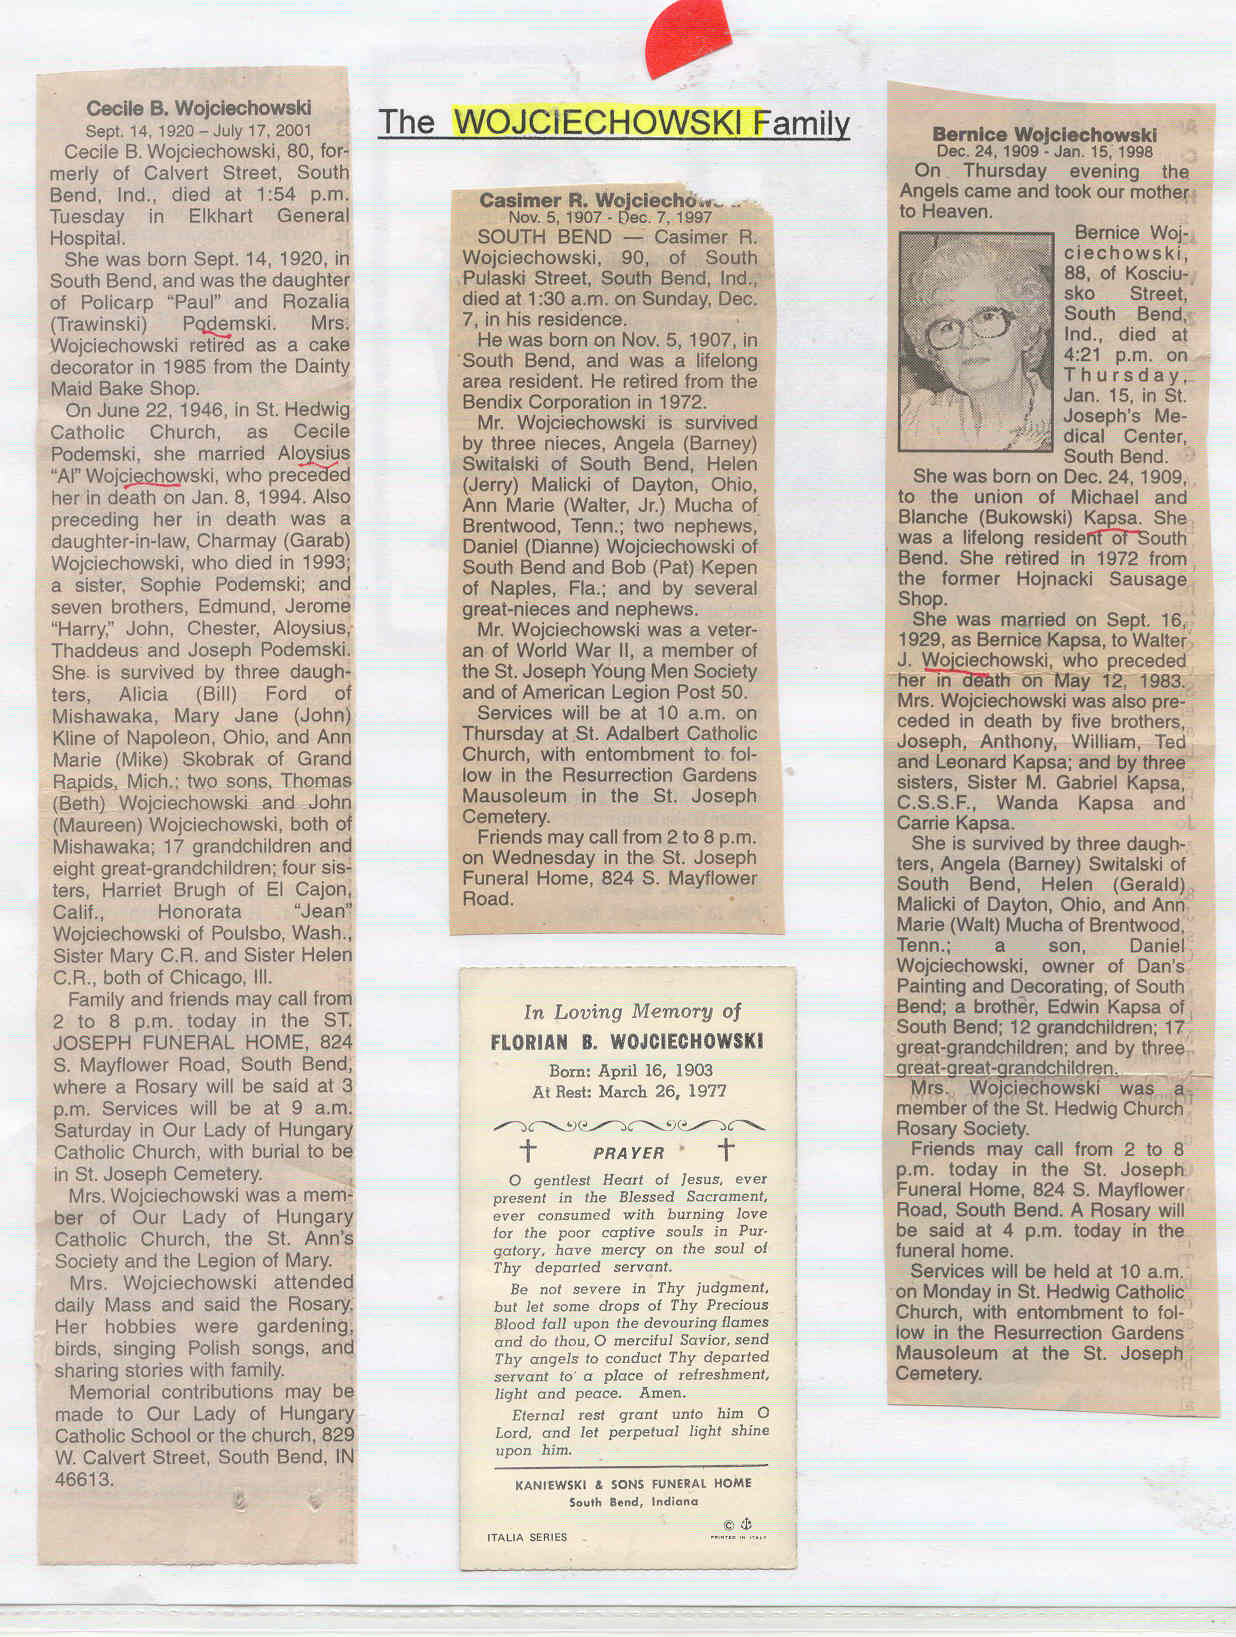 The WOJCIECHOWSKI Family
Cecile B. Wojciechowski
Sept. 14, 1920 – July 17, 2001
Cecile B. Wojciechowski, 80, for-
merly of Calvert Street, South
Bend, Ind., died at 1:54 p.m.
Tuesday in Elkhart General
Hospital.
She was born Sept. 14, 1920, in
South Bend, and was the daughter
of Policarp “Paul” and Rozalia
(Trawinski) Podemski. Mrs.
Wojciechowski retired as a cake
decorator in 1985 from the Dainty
Maid Bake Shop.
On June 22, 1946, in St. Hedwig
Catholic Church, as Cecile
Podemski, she married Aloysius
“Al” Wojciechowski, who preceded
her in death on Jan. 8, 1994. Also
preceding her in death was a
daughter-in-law, Charmay (Garab)
Wojciechowski, who died in 1993;
a sister, Sophie Podemski; and
seven brothers, Edmund, Jerome
“Harry,” John, Chester, Aloysius,
Thaddeus and Joseph Podemski.
She is survived by three daugh-
ters, Alicia (Bill) Ford of
Mishawaka, Mary Jane (John)
Kline of Napoleon, Ohio, and Ann
Marie (Mike) Skobrak of Grand
Rapids, Mich.; two sons, Thomas
(Beth) Wojciechowski and John
(Maureen) Wojciechowski, both of
Mishawaka; 17 grandchildren and
eight great-grandchildren; four sis-
ters, Harriet Brugh of El Cajon,
Calif., Honorata “Jean”
Wojciechowski of Poulsbo, Wash.,
Sister Mary C.R. and Sister Helen
C.R., both of Chicago, Ill.
Family and friends may call from
2 to 8 p.m. today in the ST.
JOSEPH FUNERAL HOME, 824
S. Mayflower Road, South Bend,
where a Rosary will be said at 3
p.m. Services will be at 9 a.m.
Saturday in Our Lady of Hungary
Catholic Church, with burial to be
in St. Joseph Cemetery.
Mrs. Wojciechowski was a mem-
ber of Our Lady of Hungary
Catholic Church, the St. Ann's
Society and the Legion of Mary.
Mrs. Wojciechowski attended
daily Mass and said the Rosary.
Her hobbies were gardening,
birds, singing Polish songs, and
sharing stories with family.
Memorial contributions may be
made to Our Lady of Hungary
Catholic School or the church, 829
W. Calvert Street, South Bend, IN
46613.
Casimer R.
Nov. 5, 1907 - Dec. 7, 1997
SOUTH BEND — Casimer R.
Wojciechowski, 90, of South
Pulaski Street, South Bend, Ind.,
died at 1:30 a.m. on Sunday, Dec.
7, in his residence.
He was born on Nov. 5, 1907, in
South Bend, and was a lifelong
area resident. He retired from the
Bendix Corporation in 1972.
Mr. Wojciechowski is survived
by three nieces, Angela (Barney)
Switalski of South Bend, Helen
(Jerry) Malicki of Dayton, Ohio,
Ann Marie (Walter, Jr.) Mucha of
Brentwood, Tenn.; two nephews,
Daniel (Dianne) Wojciechowski of
South Bend and Bob (Pat) Kepen
of Naples, Fla.; and by several
great-nieces and nephews.
Mr. Wojciechowski was a veter-
an of World War II, a member of
the St. Joseph Young Men Society
and of American Legion Post 50.
Services will be at 10 a.m. on
Thursday at St. Adalbert Catholic
Church, with entombment to fol-
low in the Resurrection Gardens
Mausoleum in the St. Joseph
Cemetery.
Friends may call from 2 to 8 p.m.
on Wednesday in the St. Joseph
Funeral Home, 824 S. Mayflower
Road.
In Loving Memory of
FLORIAN B. WOJCIECHOWSKI
Born: April 16, 1903
At Rest: March 26, 1977
PRAYER
O gentlest Heart of Jesus, ever
present in the Blessed Sacrament,
ever consumed with burning love
for the poor captive souls in Pur-
gatory, have mercy on the soul of
Thy departed servant.
Be not severe in Thy judgment,
but let some drops of Thy Precious
Blood fall upon the devouring flames
and do thou, O merciful Savior, send
Thy angels to conduct Thy departed
servant to a place of refreshment,
light and peace. Amen.
Eternal rest grant unto him O
Lord, and let perpetual light shine
upon him.
KANIEWSKI & SONS FUNERAL HOME
South Bend, Indiana
ITALIA SERIES
©
PRINTED IN ITALY
Bernice Wojciechowski
Dec. 24, 1909 - Jan. 15, 1998
On Thursday evening the
Angels came and took our mother
to Heaven.
Bernice Woj-
ciechowski,
88, of Kosciu-
sko Street,
South Bend,
Ind., died at
4:21 p.m. on
Thursday,
Jan. 15, in St.
Joseph's Me-
dical Center,
South Bend.
She was born on Dec. 24, 1909,
to the union of Michael and
Blanche (Bukowski) Kapsa. She
was a lifelong resident of South
Bend. She retired in 1972 from
the former Hojnacki Sausage
Shop.
She was married on Sept. 16,
1929, as Bernice Kapsa, to Walter
J. Wojciechowski, who preceded
her in death on May 12, 1983.
Mrs. Wojciechowski was also pre-
ceded in death by five brothers,
Joseph, Anthony, William, Ted
and Leonard Kapsa; and by three
sisters, Sister M. Gabriel Kapsa,
C.S.S.F., Wanda Kapsa and
Carrie Kapsa.
She is survived by three daugh-
ters, Angela (Barney) Switalski of
South Bend, Helen (Gerald)
Malicki of Dayton, Ohio, and Ann
Marie (Walt) Mucha of Brentwood,
Tenn.; a son, Daniel
Wojciechowski, owner of Dan's
Painting and Decorating, of South
Bend; a brother, Edwin Kapsa of
South Bend; 12 grandchildren; 17
great-grandchildren; and by three
great-great-grandchildren.
Mrs. Wojciechowski was a
member of the St. Hedwig Church
Rosary Society.
Friends may call from 2 to 8
p.m. today in the St. Joseph
Funeral Home, 824 S. Mayflower
Road, South Bend. A Rosary will
be said at 4 p.m. today in the
funeral home.
Services will be held at 10 a.m.
on Monday in St. Hedwig Catholic
Church, with entombment to fol-
low in the Resurrection Gardens
Mausoleum at the St. Joseph
Cemetery.